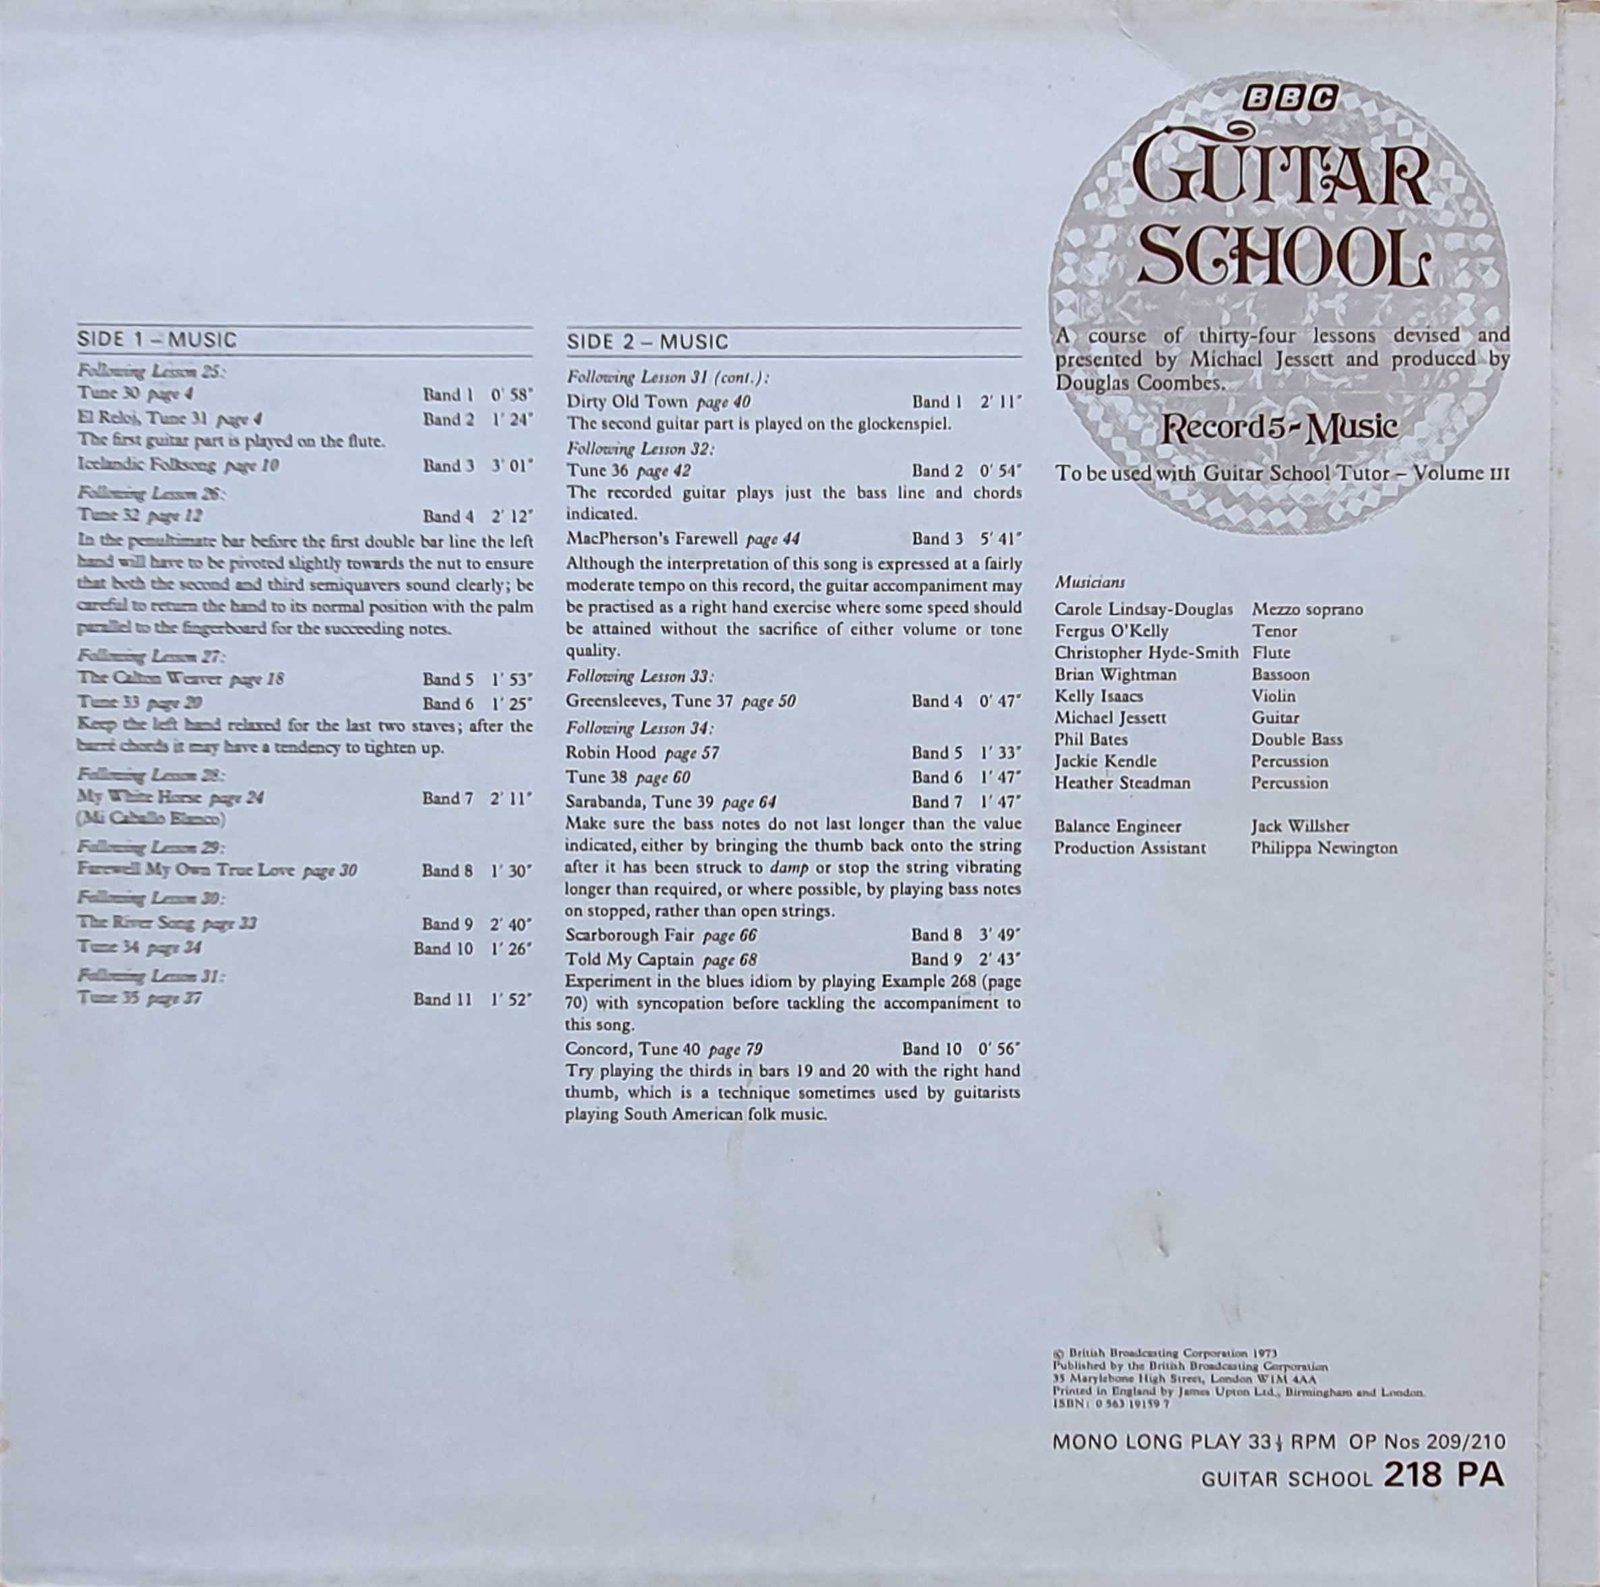 SIDE 1 – MUSIC
Following Lesson 25:
Tune 30 page 4 Band 1 0′ 58″
El Reloj, Tune 31 page 4 Band 2 1′ 24″
The first guitar part is played on the flute.
Icelandic Folksong page 10 Band 3 3′ 01″
Following Lesson 26:
Tune 32 page 12 Band 4 2′ 12″
In the penultimate bar before the first double bar line the left
hand will have to be pivoted slightly towards the nut to ensure
that both the second and third semiquavers sound clearly; be
careful to return the hand to its normal position with the palm
parallel to the fingerboard for the succeeding notes.
Following Lesson 27:
The Calton Weaver page 18 Band 5 1′ 53″
Tune 33 page 20 Band 6 1′ 25″
Keep the left hand relaxed for the last two staves; after the
barré chords it may have a tendency to tighten up.
Following Lesson 28:
My White Horse page 24 Band 7 2′ 11″
(Mi Caballo Blanco)
Following Lesson 29:
Farewell My Own True Love page 30 Band 8 1′ 30″
Following Lesson 30:
The River Song page 33 Band 9 2′ 40″
Tune 34 page 34 Band 10 1′ 26″
Following Lesson 31:
Tune 35 page 37 Band 11 1′ 52″
SIDE 2 – MUSIC
Following Lesson 31 (cont.):
Dirty Old Town page 40 Band 1 2′ 11″
The second guitar part is played on the glockenspiel.
Following Lesson 32:
Tune 36 page 42 Band 2 0′ 54″
The recorded guitar plays just the bass line and chords
indicated.
MacPherson's Farewell page 44 Band 3 5′ 41″
Although the interpretation of this song is expressed at a fairly
moderate tempo on this record, the guitar accompaniment may
be practised as a right hand exercise where some speed should
be attained without the sacrifice of either volume or tone
quality.
Following Lesson 33:
Greensleeves, Tune 37 page 50 Band 4 0′ 47″
Following Lesson 34:
Robin Hood page 57 Band 5 1′ 33″
Tune 38 page 60 Band 6 1′ 47″
Sarabanda, Tune 39 page 64 Band 7 1′ 47″
Make sure the bass notes do not last longer than the value
indicated, either by bringing the thumb back onto the string
after it has been struck to damp or stop the string vibrating
longer than required, or where possible, by playing bass notes
on stopped, rather than open strings.
Scarborough Fair page 66 Band 8 3′ 49″
Told My Captain page 68 Band 9 2′ 43″
Experiment in the blues idiom by playing Example 268 (page
70) with syncopation before tackling the accompaniment to
this song.
Concord, Tune 40 page 79 Band 10 0′ 56″
Try playing the thirds in bars 19 and 20 with the right hand
thumb, which is a technique sometimes used by guitarists
playing South American folk music.
BBC
GUITAR
SCHOOL
A course of thirty-four lessons devised and
presented by Michael Jessett and produced by
Douglas Coombes.
Record 5 - Music
To be used with Guitar School Tutor – Volume III
Musicians
Carole Lindsay-Douglas Mezzo soprano
Fergus O'Kelly Tenor
Christopher Hyde-Smith Flute
Brian Wightman Bassoon
Kelly Isaacs Violin
Michael Jessett Guitar
Phil Bates Double Bass
Jackie Kendle Percussion
Heather Steadman Percussion
Balance Engineer Jack Willsher
Production Assistant Philippa Newington
© British Broadcasting Corporation 1973
Published by the British Broadcasting Corporation
35 Marylebone High Street, London W1M 4AA
Printed in England by James Upton Ltd., Birmingham and London.
ISBN: 0 563 19159 7
MONO LONG PLAY 33⅓ RPM OP Nos 209/210
GUITAR SCHOOL 218 PA